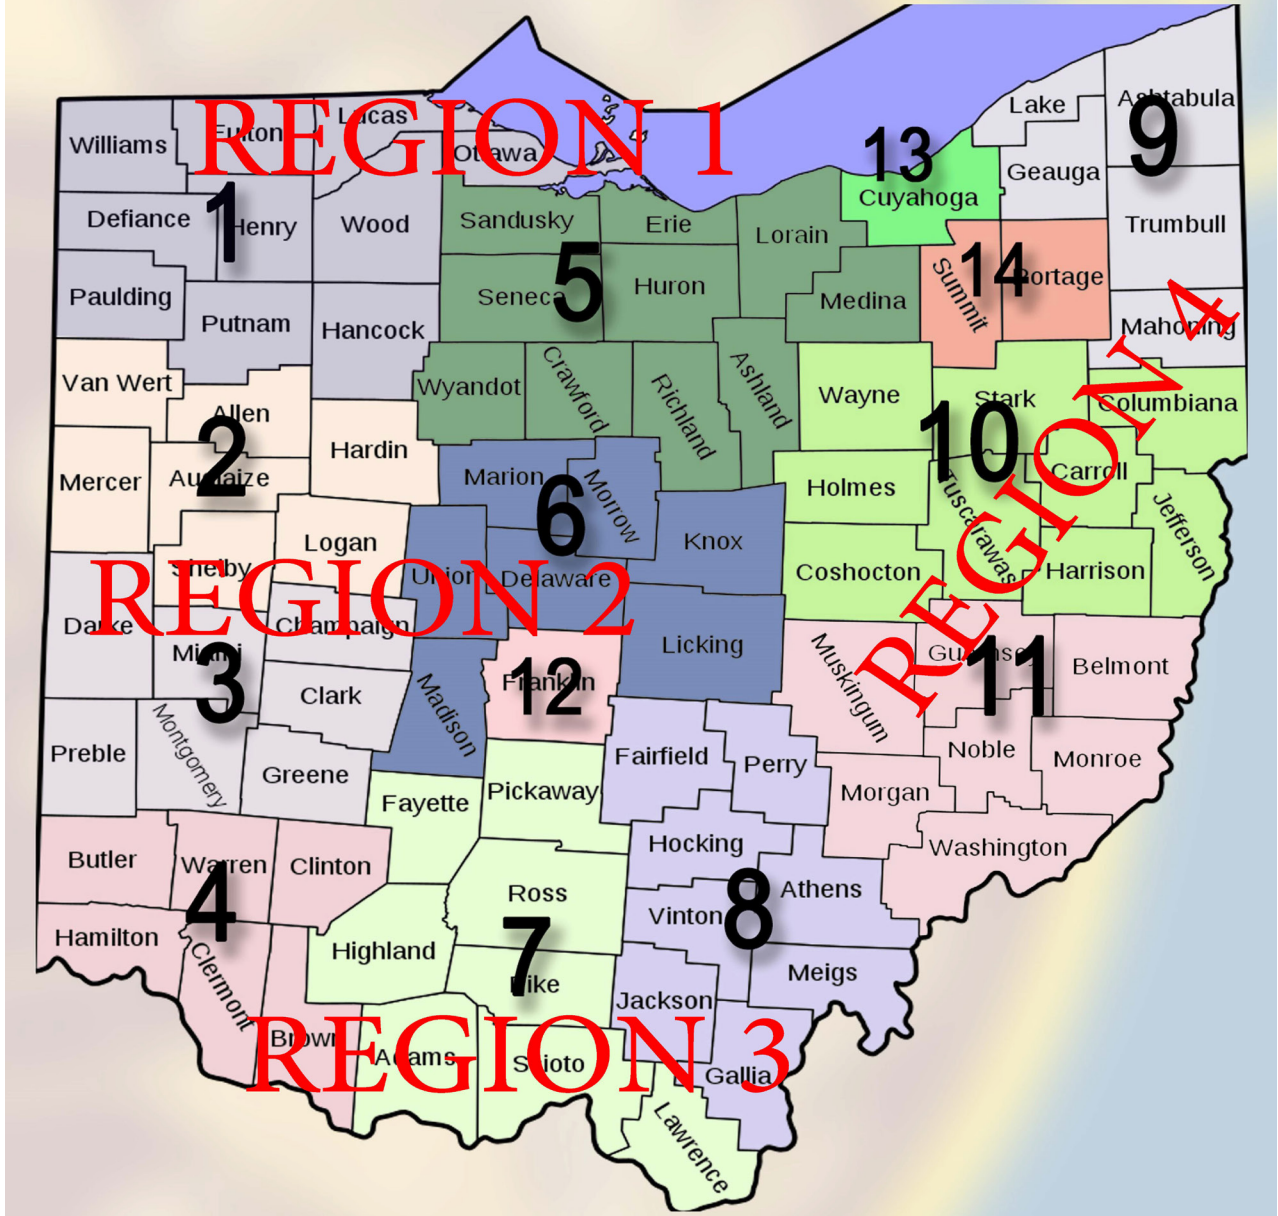 Lake
Ashtabula
REGION 1
Lucas
Fulton
Williams
Ottawa
13
9
Geauga
Cuyahoga
Defiance
1
Henry
Wood
Sandusky
Erie
Lorain
Trumbull
Paulding
Putnam
Hancock
Seneca
5
Huron
Medina
Summit
14
Portage
Mahoning
REGION 4
Van Wert
Allen
Wyandot
Crawford
Richland
Ashland
Wayne
Stark
Columbiana
2
Hardin
10
Mercer
Auglaize
Marion
6
Morrow
Holmes
Tuscarawas
Carroll
Jefferson
Logan
Knox
Shelby
Union
Delaware
Coshocton
Harrison
REGION 2
Darke
Champaign
Miami
3
Licking
Muskingum
Guernsey
11
Belmont
Clark
Madison
Franklin
12
Preble
Montgomery
Greene
Fairfield
Perry
Noble
Monroe
Fayette
Pickaway
Morgan
Butler
Warren
Clinton
Hocking
Washington
4
Ross
8
Athens
Hamilton
Vinton
Clermont
Highland
7
Pike
Meigs
Jackson
Brown
REGION 3
Adams
Scioto
Gallia
Lawrence